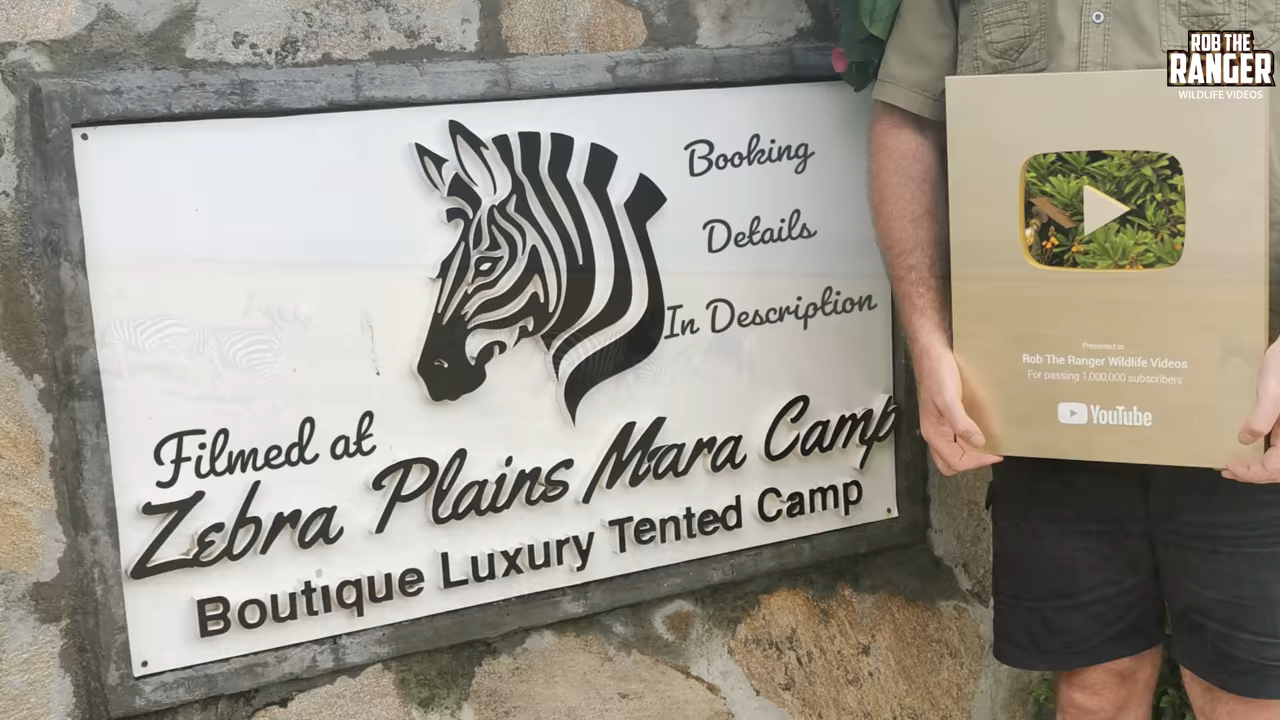 Booking
Details
In Description
Filmed at
Zebra Plains Mara Camp
Boutique Luxury Tented Camp
ROB THE
RANGER
WILDLIFE VIDEOS
Presented to
Rob The Ranger Wildlife Videos
For passing 1,000,000 subscribers
YouTube